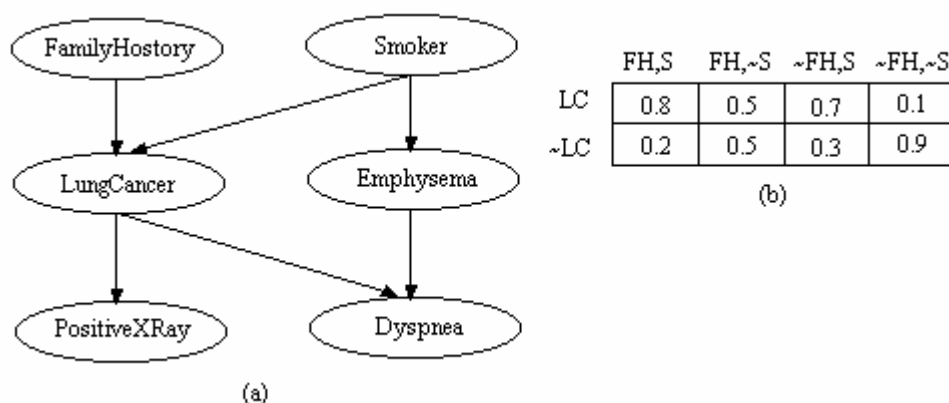 FamilyHostory
Smoker
LungCancer
Emphysema
PositiveXRay
Dyspnea
(a)
FH,S FH,~S ~FH,S ~FH,~S
LC 0.8 0.5 0.7 0.1
~LC 0.2 0.5 0.3 0.9
(b)